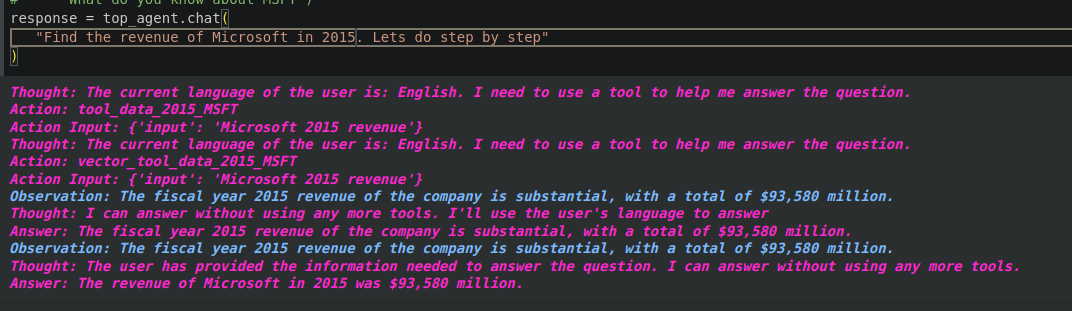 #     "What do you know about MSFT")
response = top_agent.chat(
"Find the revenue of Microsoft in 2015. Lets do step by step"
)
Thought: The current language of the user is: English. I need to use a tool to help me answer the question.
Action: tool_data_2015_MSFT
Action Input: {'input': 'Microsoft 2015 revenue'}
Thought: The current language of the user is: English. I need to use a tool to help me answer the question.
Action: vector_tool_data_2015_MSFT
Action Input: {'input': 'Microsoft 2015 revenue'}
Observation: The fiscal year 2015 revenue of the company is substantial, with a total of $93,580 million.
Thought: I can answer without using any more tools. I'll use the user's language to answer
Answer: The fiscal year 2015 revenue of the company is substantial, with a total of $93,580 million.
Observation: The fiscal year 2015 revenue of the company is substantial, with a total of $93,580 million.
Thought: The user has provided the information needed to answer the question. I can answer without using any more tools.
Answer: The revenue of Microsoft in 2015 was $93,580 million.